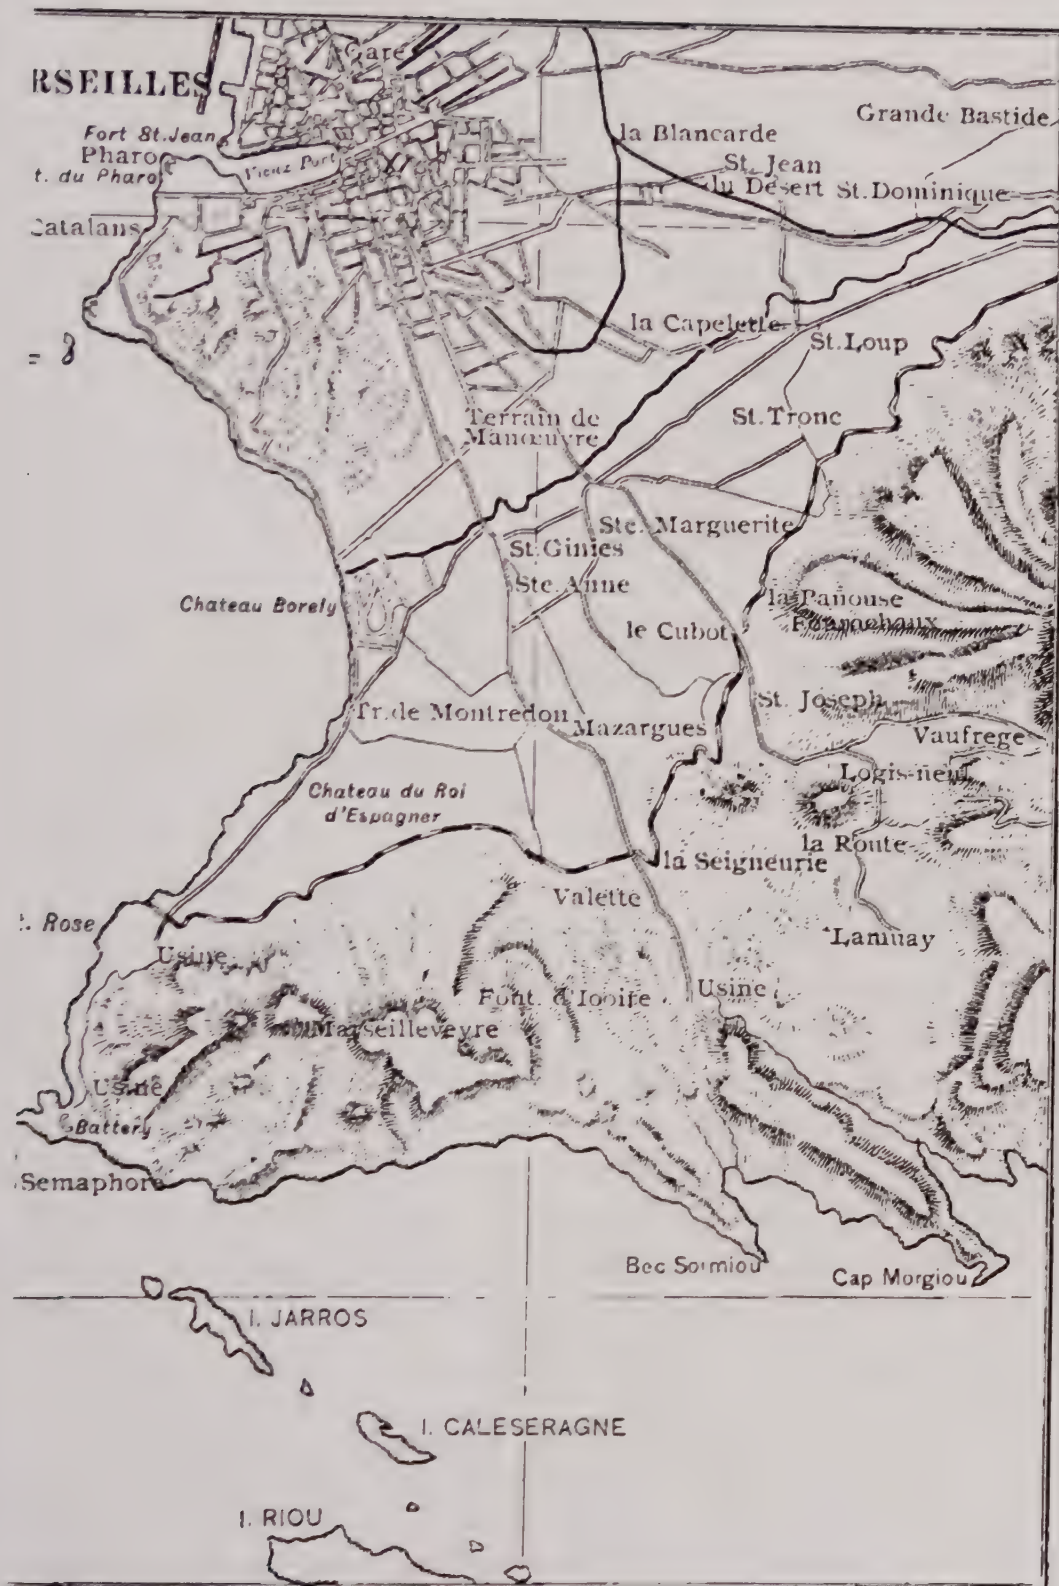 Gare
RSEILLES
Grande Bastide
Fort St. Jean
la Blancarde
Pharo
Vieux Port
St. Jean
t. du Pharo
du Desert
St. Dominique
Catalans
la Capelette
St. Loup
= 8
St. Tronc
Terrain de
Manœuvre
Ste. Marguerite
St. Ginies
Ste. Anne
Chateau Borely
la Panouse
le Cubot
St. Joseph
Tr. de Montredon
Mazargues
Vaufrege
Logis-neuf
Chateau du Roi
d'Espagner
la Route
la Seigneurie
Valette
. Rose
Lamuay
Usine
Usine
Font.
Marseilleveyre
Usine
Battery
Semaphore
Bec Sormiou
Cap Morgiou
I. JARROS
I. CALESERAGNE
I. RIOU